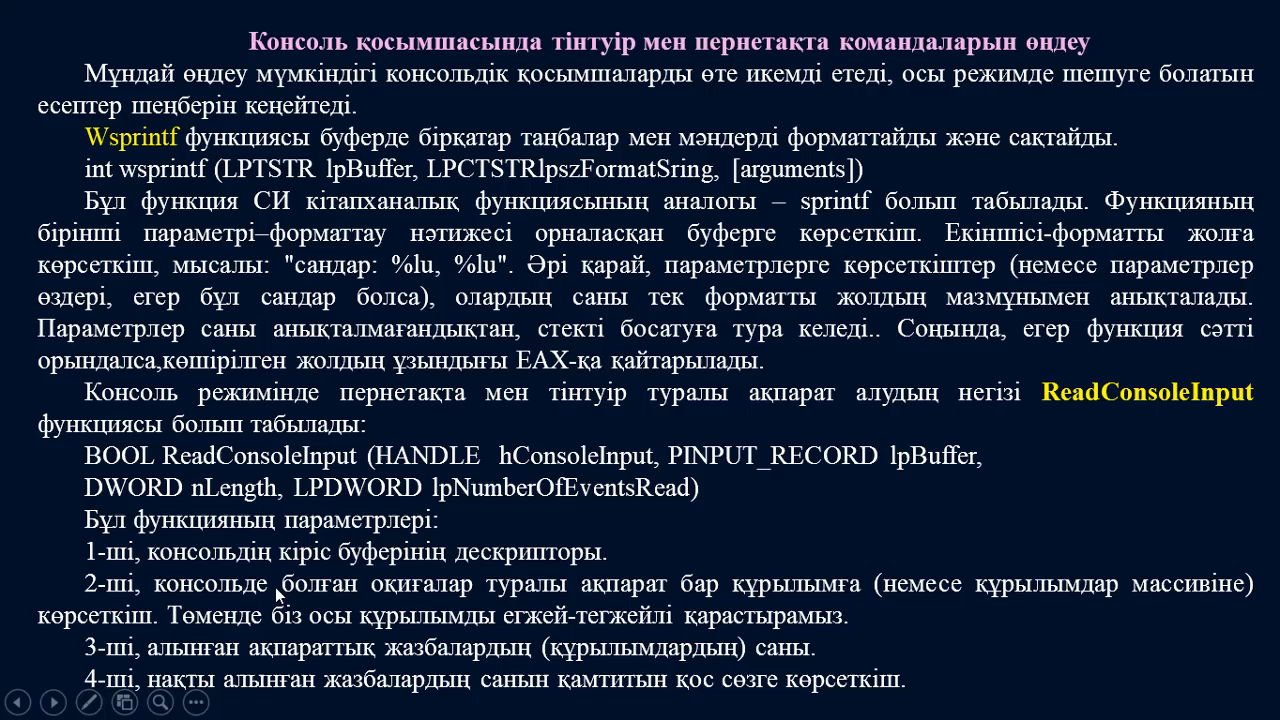 Консоль қосымшасында тінтуір мен пернетақта командаларын өңдеу
Мұндай өңдеу мүмкіндігі консольдік қосымшаларды өте икемді етеді, осы режимде шешуге болатын
есептер шеңберін кеңейтеді.
Wsprintf функциясы буферде бірқатар таңбалар мен мәндерді форматтайды және сақтайды.
int wsprintf (LPTSTR lpBuffer, LPCTSTRlpszFormatSring, [arguments])
Бұл функция СИ кітапханалық функциясының аналогы – sprintf болып табылады. Функцияның
бірінші параметрі–форматтау нәтижесі орналасқан буферге көрсеткіш. Екіншісі-форматты жолға
көрсеткіш, мысалы: "сандар: %lu, %lu". Әрі қарай, параметрлерге көрсеткіштер (немесе параметрлер
өздері, егер бұл сандар болса), олардың саны тек форматты жолдың мазмұнымен анықталады.
Параметрлер саны анықталмағандықтан, стекті босатуға тура келеді.. Соңында, егер функция сәтті
орындалса,көшірілген жолдың ұзындығы EAX-қа қайтарылады.
Консоль режимінде пернетақта мен тінтуір туралы ақпарат алудың негізі ReadConsoleInput
функциясы болып табылады:
BOOL ReadConsoleInput (HANDLE hConsoleInput, PINPUT_RECORD lpBuffer,
DWORD nLength, LPDWORD lpNumberOfEventsRead)
Бұл функцияның параметрлері:
1-ші, консольдің кіріс буферінің дескрипторы.
2-ші, консольде болған оқиғалар туралы ақпарат бар құрылымға (немесе құрылымдар массивіне)
көрсеткіш. Төменде біз осы құрылымды егжей-тегжейлі қарастырамыз.
3-ші, алынған ақпараттық жазбалардың (құрылымдардың) саны.
4-ші, нақты алынған жазбалардың санын қамтитын қос сөзге көрсеткіш.